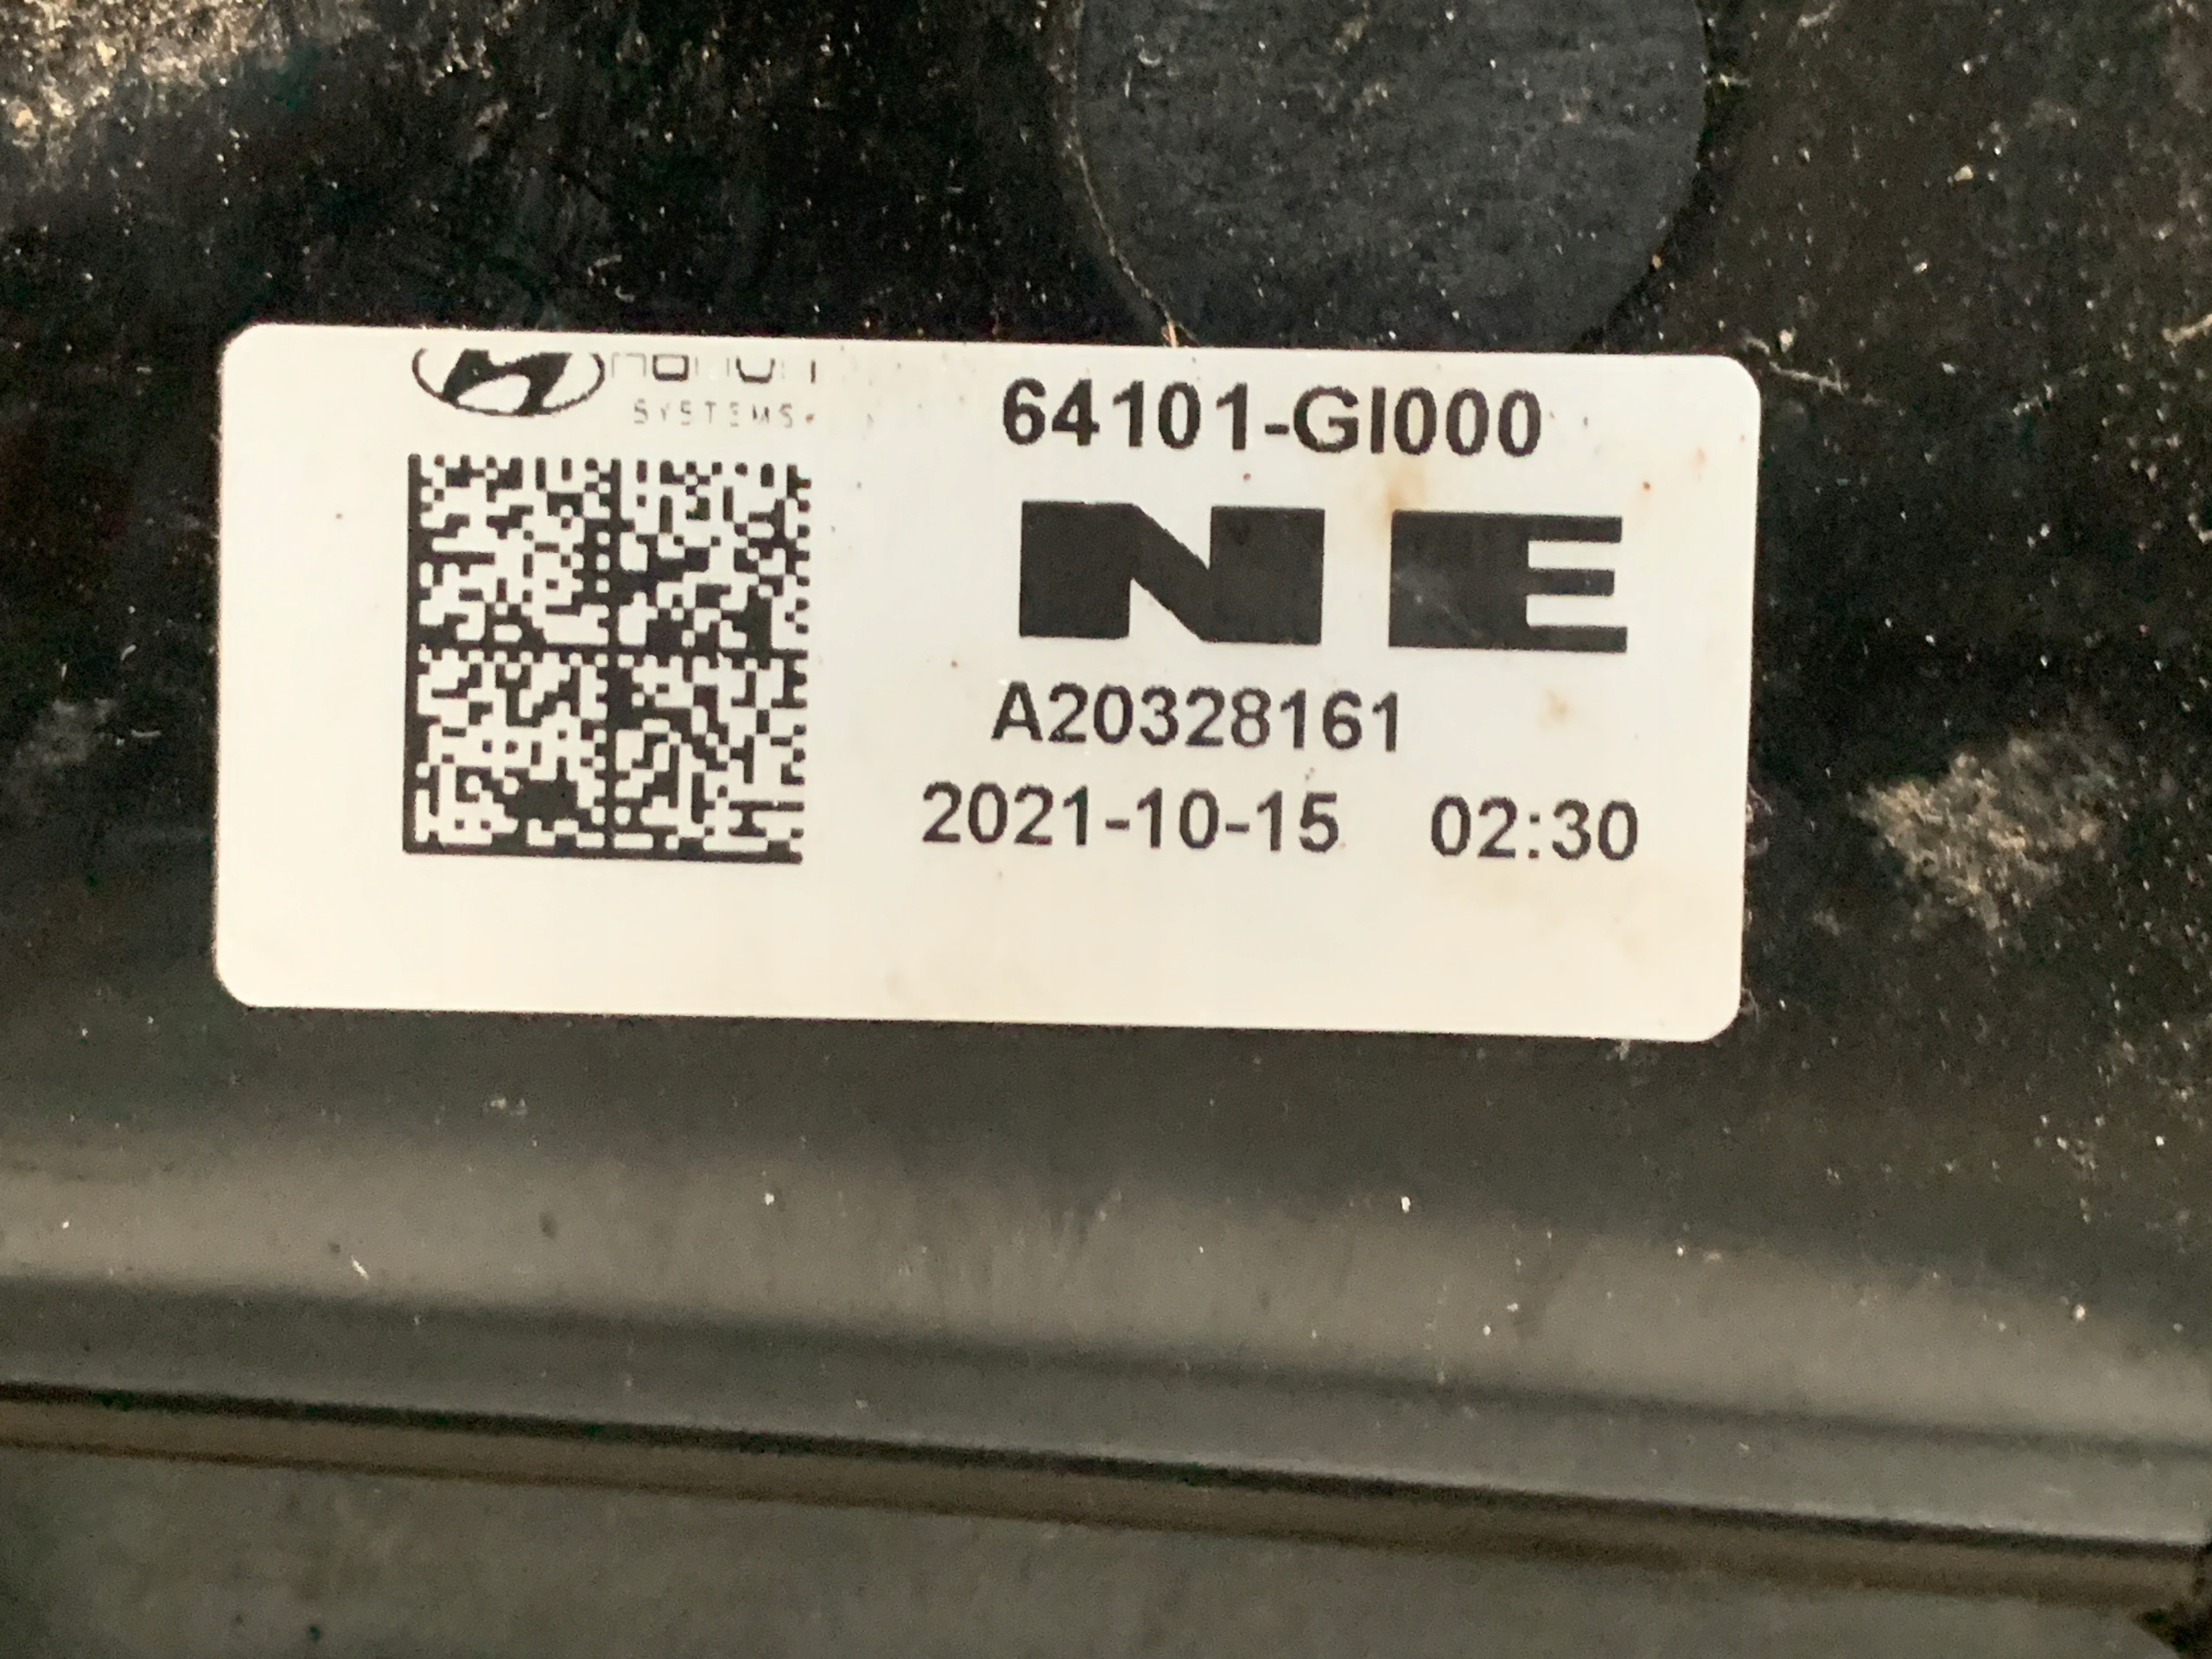 SYSTEMS
64101-GI000
NE
A20328161
2021-10-15 02:30